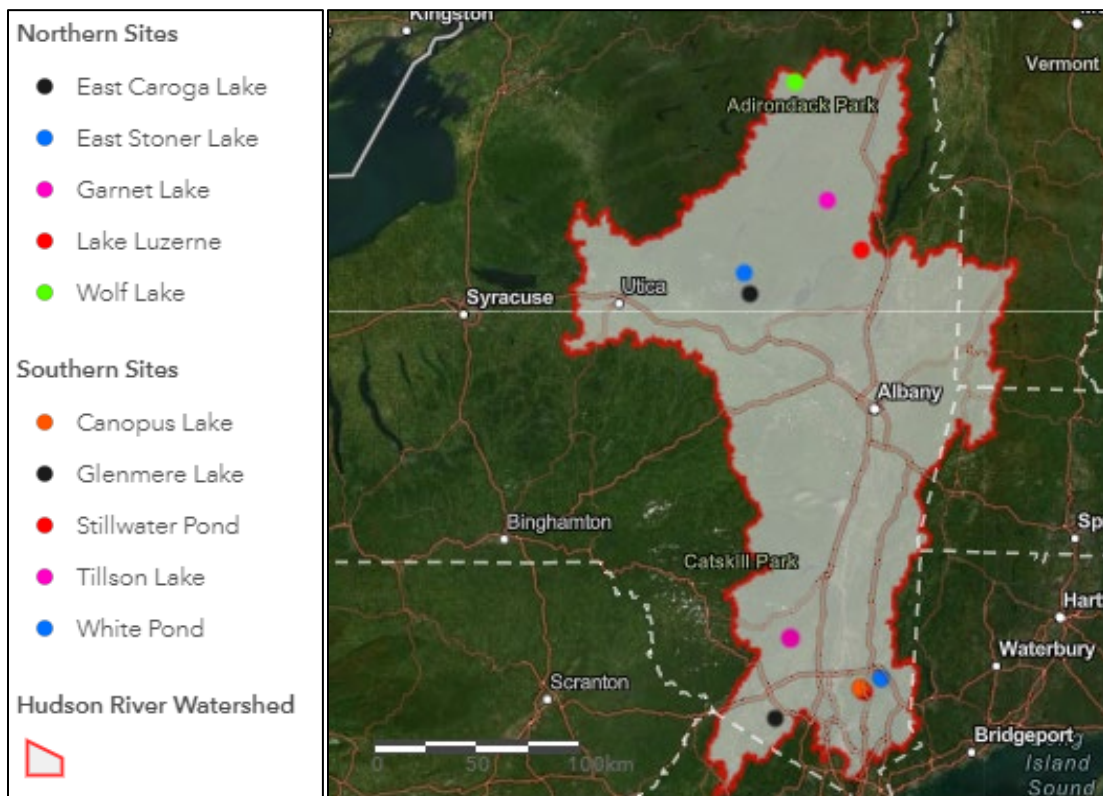 Northern Sites
East Caroga Lake
East Stoner Lake
Garnet Lake
Lake Luzerne
Wolf Lake
Southern Sites
Canopus Lake
Glenmere Lake
Stillwater Pond
Tillson Lake
White Pond
Hudson River Watershed
Kingston
Vermont
Adirondack Park
Utica
Syracuse
Albany
Binghamton
Sp
Catskill Park
Hart
Waterbury
Scranton
Bridgeport
Island
Sound
0 50 100km